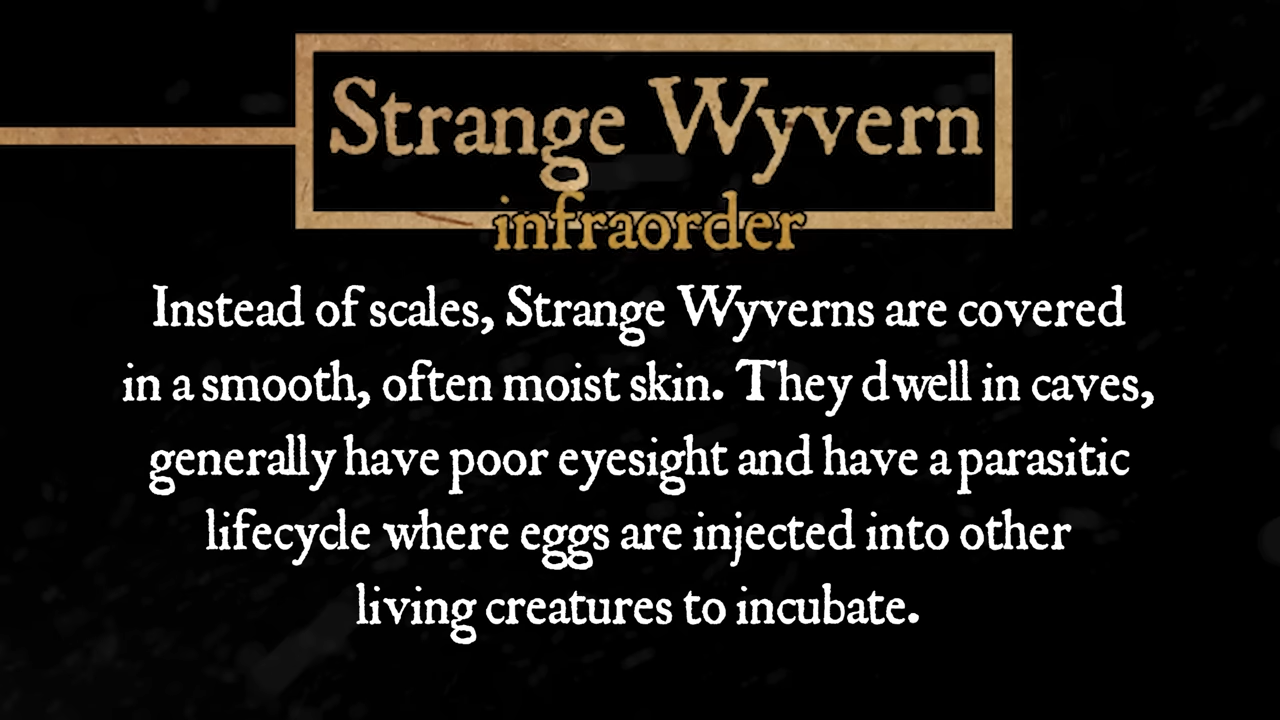 Strange Wyvern
infraorder
Instead of scales, Strange Wyverns are covered
in a smooth, often moist skin. They dwell in caves,
generally have poor eyesight and have a parasitic
lifecycle where eggs are injected into other
living creatures to incubate.